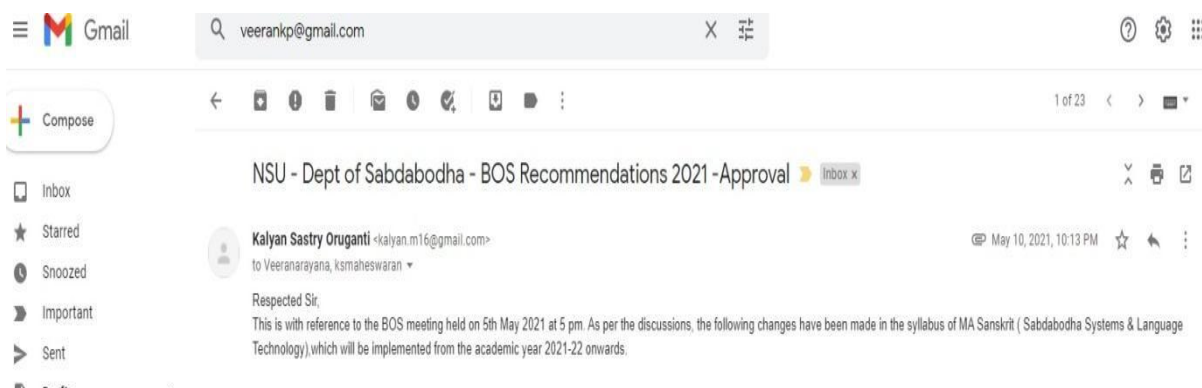 Gmail
veerankp@gmail.com
Compose
1 of 23
NSU - Dept of Sabdabodha - BOS Recommendations 2021 -Approval
Inbox x
Inbox
Starred
Kalyan Sastry Oruganti <kalyan.m16@gmail.com>
May 10, 2021, 10:13 PM
to Veeranarayana, ksmaheswaran
Snoozed
Important
Sent
Respected Sir,
This is with reference to the BOS meeting held on 5th May 2021 at 5 pm. As per the discussions, the following changes have been made in the syllabus of MA Sanskrit ( Sabdabodha Systems & Language
Technology),which will be implemented from the academic year 2021-22 onwards.